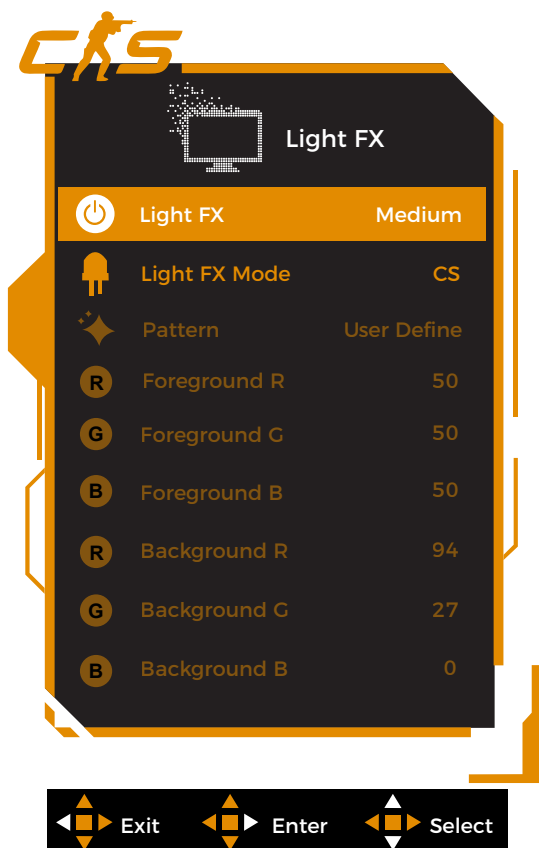 CS
Light FX
Light FX Medium
Light FX Mode CS
Pattern User Define
R Foreground R 50
G Foreground G 50
B Foreground B 50
R Background R 94
G Background G 27
B Background B 0
Exit Enter Select